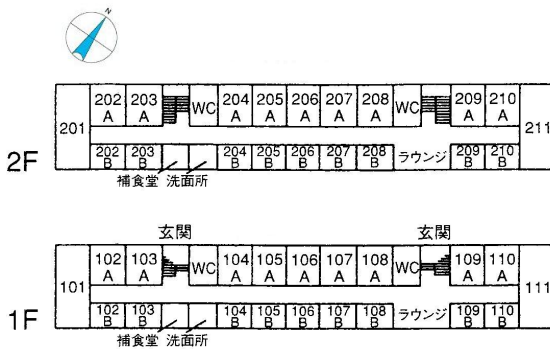 N
202 A 203 A WC 204 A 205 A 206 A 207 A 208 A WC 209 A 210 A
201 211
2F
202 B 203 B 204 B 205 B 206 B 207 B 208 B ラウンジ 209 B 210 B
補食堂 洗面所
玄関 玄関
102 A 103 A WC 104 A 105 A 106 A 107 A 108 A WC 109 A 110 A
101 111
1F
102 B 103 B 104 B 105 B 106 B 107 B 108 B ラウンジ 109 B 110 B
補食堂 洗面所